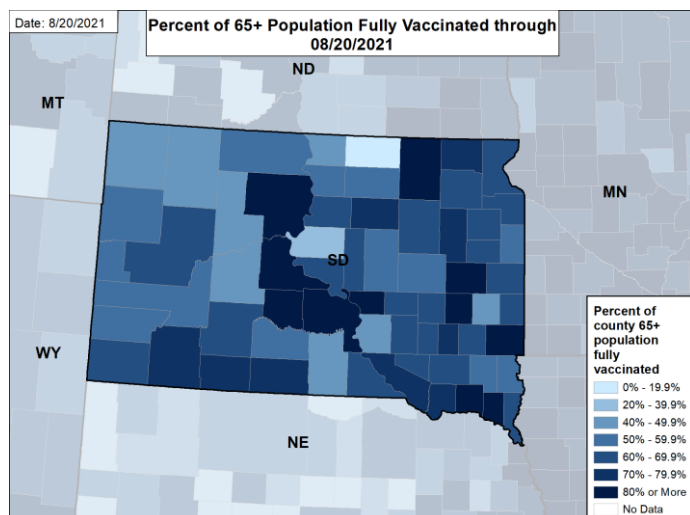 Date: 8/20/2021
Percent of 65+ Population Fully Vaccinated through
08/20/2021
ND
MT
MN
SD
WY
NE
Percent of
county 65+
population
fully
vaccinated
0% - 19.9%
20% - 39.9%
40% - 49.9%
50% - 59.9%
60% - 69.9%
70% - 79.9%
80% or More
No Data